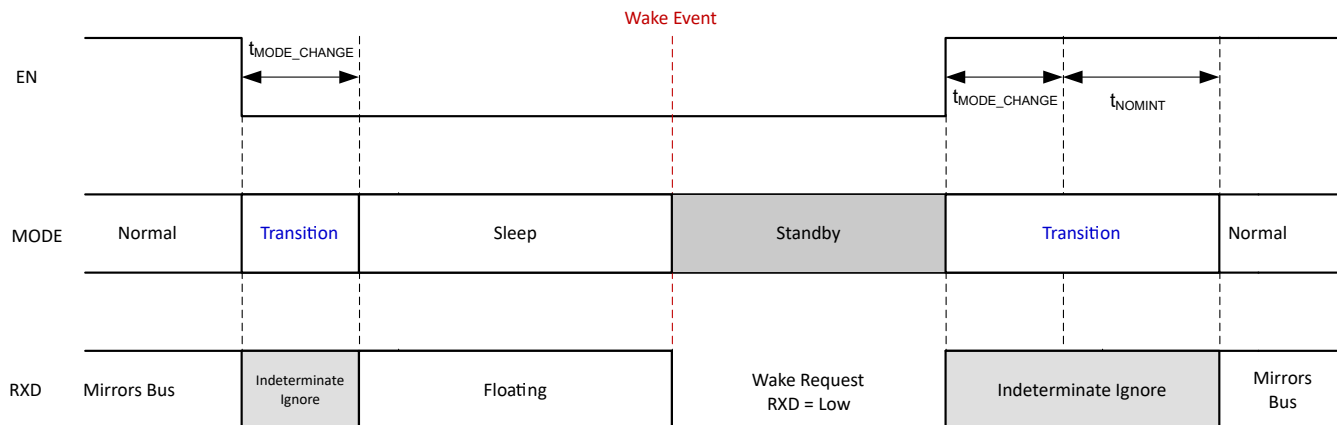 Wake Event
EN
tMODE_CHANGE
tMODE_CHANGE
tNOMINT
MODE
Normal
Transition
Sleep
Standby
Transition
Normal
RXD
Mirrors Bus
Indeterminate
Ignore
Floating
Wake Request
RXD = Low
Indeterminate Ignore
Mirrors
Bus